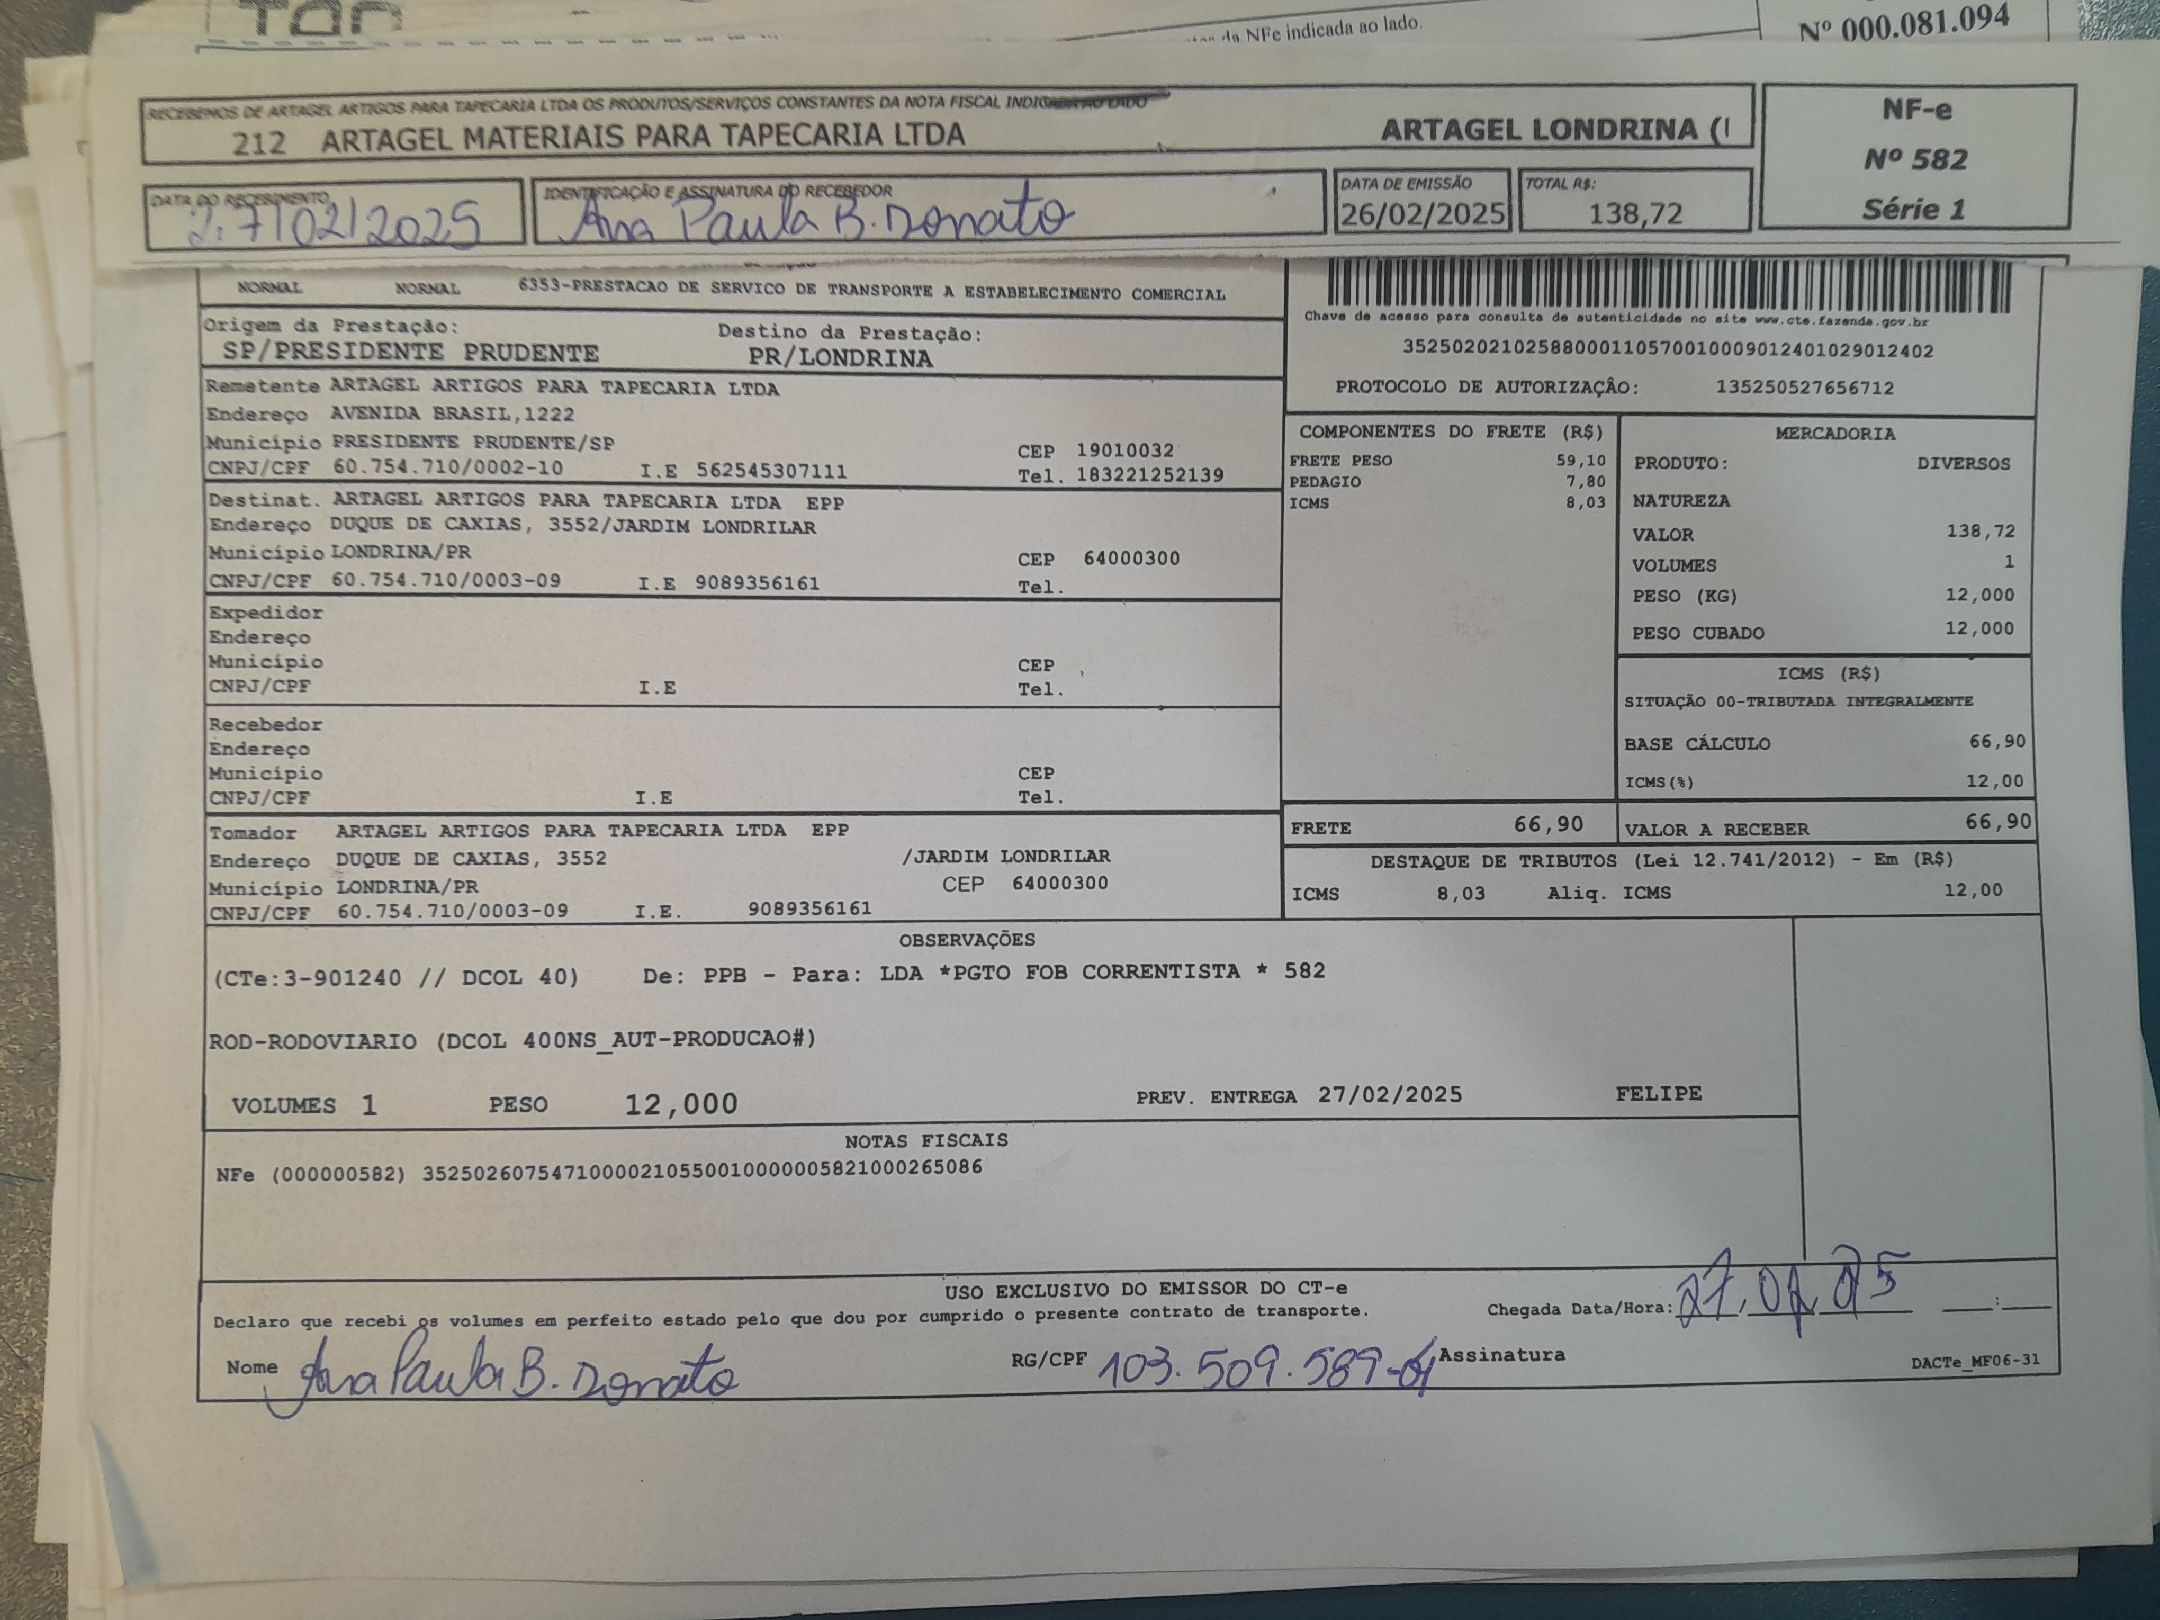 da NFe indicada ao lado.
Nº 000.081.094
RECEBEMOS DE ARTAGEL ARTIGOS PARA TAPECARIA LTDA OS PRODUTOS/SERVIÇOS CONSTANTES DA NOTA FISCAL INDICADA AO LADO
212 ARTAGEL MATERIAIS PARA TAPECARIA LTDA ARTAGEL LONDRINA (
NF-e
Nº 582
Série 1
DATA DO RECEBIMENTO
27/02/2025
IDENTIFICAÇÃO E ASSINATURA DO RECEBEDOR
Ana Paula B. Donato
DATA DE EMISSÃO
26/02/2025
TOTAL R$:
138,72
NORMAL NORMAL 6353-PRESTACAO DE SERVICO DE TRANSPORTE A ESTABELECIMENTO COMERCIAL
Origem da Prestação: Destino da Prestação:
SP/PRESIDENTE PRUDENTE PR/LONDRINA
Remetente ARTAGEL ARTIGOS PARA TAPECARIA LTDA
Endereço AVENIDA BRASIL,1222
Município PRESIDENTE PRUDENTE/SP CEP 19010032
CNPJ/CPF 60.754.710/0002-10 I.E 562545307111 Tel. 183221252139
Destinat. ARTAGEL ARTIGOS PARA TAPECARIA LTDA EPP
Endereço DUQUE DE CAXIAS, 3552/JARDIM LONDRILAR
Município LONDRINA/PR CEP 64000300
CNPJ/CPF 60.754.710/0003-09 I.E 9089356161 Tel.
Expedidor
Endereço
Município CEP
CNPJ/CPF I.E Tel.
Recebedor
Endereço
Município CEP
CNPJ/CPF I.E Tel.
Tomador ARTAGEL ARTIGOS PARA TAPECARIA LTDA EPP
Endereço DUQUE DE CAXIAS, 3552 /JARDIM LONDRILAR
Município LONDRINA/PR CEP 64000300
CNPJ/CPF 60.754.710/0003-09 I.E. 9089356161
Chave de acesso para consulta de autenticidade no site www.cte.fazenda.gov.br
35250202102588000110570010009012401029012402
PROTOCOLO DE AUTORIZAÇÂO: 135250527656712
COMPONENTES DO FRETE (R$)
FRETE PESO 59,10
PEDAGIO 7,80
ICMS 8,03
MERCADORIA
PRODUTO: DIVERSOS
NATUREZA
VALOR 138,72
VOLUMES 1
PESO (KG) 12,000
PESO CUBADO 12,000
ICMS (R$)
SITUAÇÃO 00-TRIBUTADA INTEGRALMENTE
BASE CÁLCULO 66,90
ICMS(%) 12,00
FRETE 66,90 VALOR A RECEBER 66,90
DESTAQUE DE TRIBUTOS (Lei 12.741/2012) - Em (R$)
ICMS 8,03 Aliq. ICMS 12,00
OBSERVAÇÕES
(CTe:3-901240 // DCOL 40) De: PPB - Para: LDA *PGTO FOB CORRENTISTA * 582
ROD-RODOVIARIO (DCOL 400NS_AUT-PRODUCAO#)
VOLUMES 1 PESO 12,000 PREV. ENTREGA 27/02/2025 FELIPE
NOTAS FISCAIS
NFe (000000582) 35250260754710000210550010000005821000265086
USO EXCLUSIVO DO EMISSOR DO CT-e
Declaro que recebi os volumes em perfeito estado pelo que dou por cumprido o presente contrato de transporte. Chegada Data/Hora: 27/02/25 __:__
Nome Ana Paula B. Donato RG/CPF 103.509.589-61 Assinatura DACTe_MF06-31